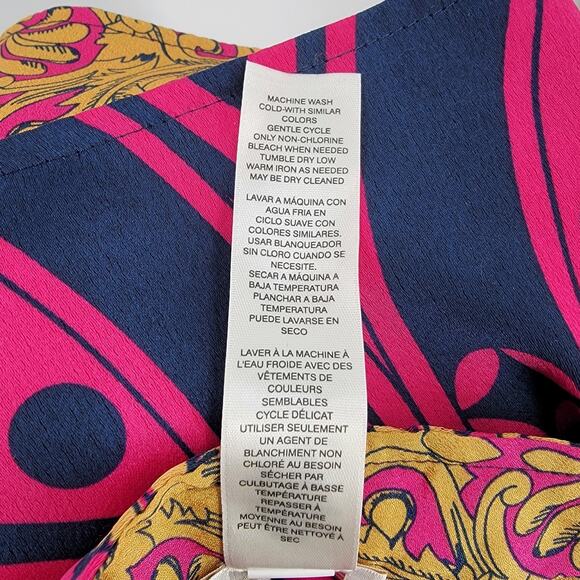 MACHINE WASH
COLD-WITH SIMILAR
COLORS
GENTLE CYCLE
ONLY NON-CHLORINE
BLEACH WHEN NEEDED
TUMBLE DRY LOW
WARM IRON AS NEEDED
MAY BE DRY CLEANED
LAVAR A MÁQUINA CON
AGUA FRIA EN
CICLO SUAVE CON
COLORES SIMILARES.
USAR BLANQUEADOR
SIN CLORO CUANDO SE
NECESITE.
SECAR A MÁQUINA A
BAJA TEMPERATURA
PLANCHAR A BAJA
TEMPERATURA
PUEDE LAVARSE EN
SECO
LAVER À LA MACHINE À
L'EAU FROIDE AVEC DES
VÊTEMENTS DE
COULEURS
SEMBLABLES
CYCLE DÉLICAT
UTILISER SEULEMENT
UN AGENT DE
BLANCHIMENT NON
CHLORÉ AU BESOIN
SÉCHER PAR
CULBUTAGE À BASSE
TEMPÉRATURE
REPASSER À
TEMPÉRATURE
MOYENNE AU BESOIN
PEUT ÊTRE NETTOYÉ À
SEC